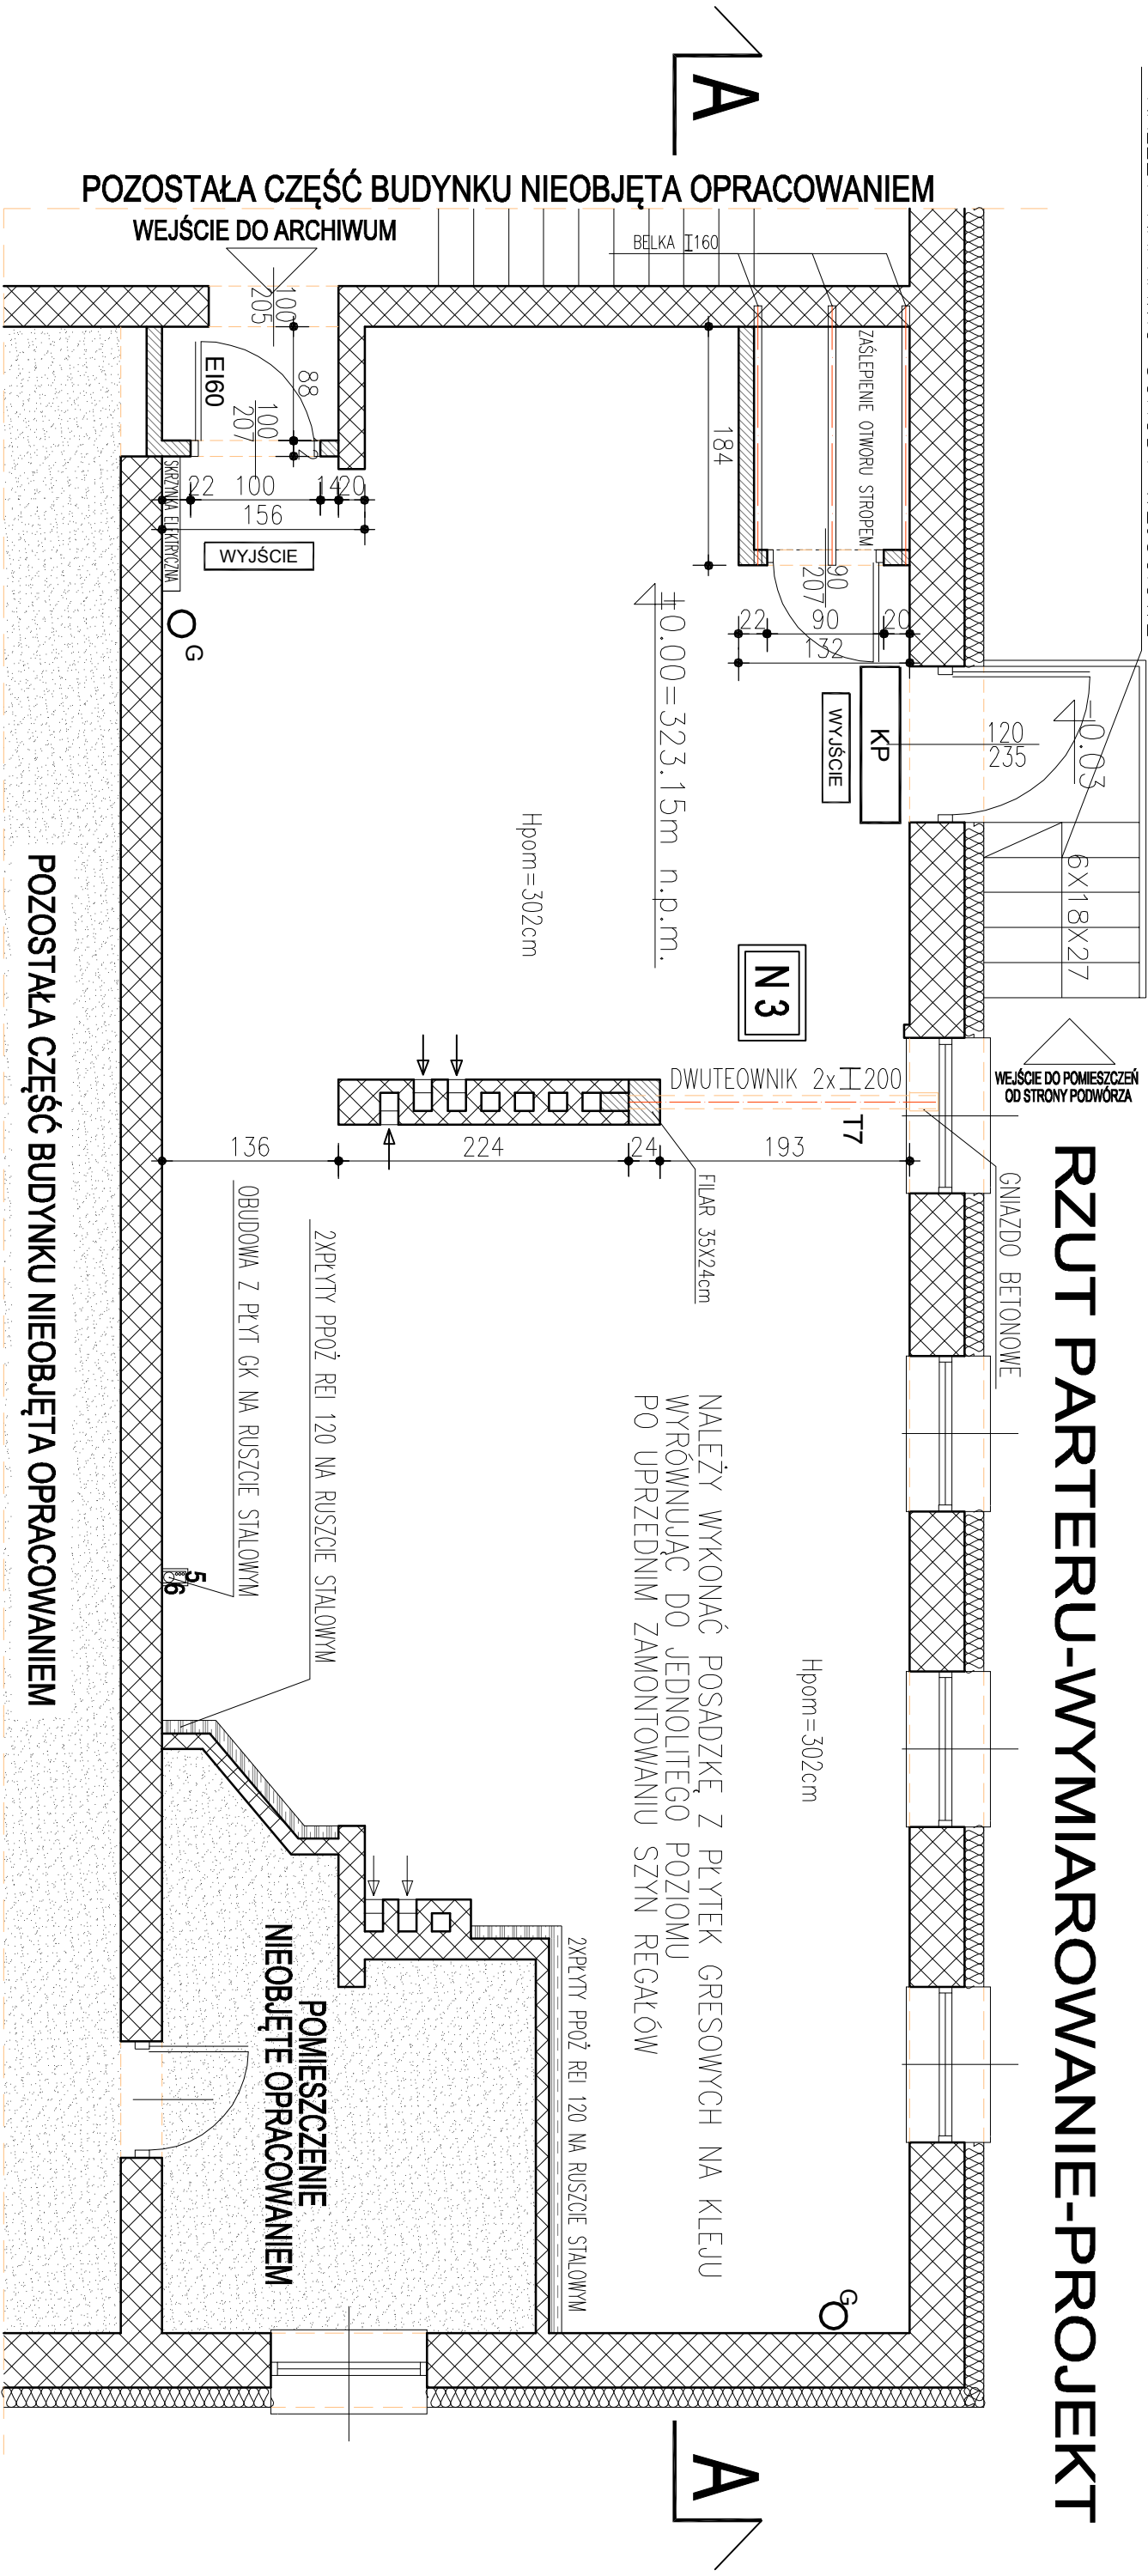 RZUT PARTERU-WYMIAROWANIE-PROJEKT
A
A
POZOSTAŁA CZĘŚĆ BUDYNKU NIEOBJĘTA OPRACOWANIEM
WEJŚCIE DO ARCHIWUM
BELKA I160
ZAŚLEPIENIE OTWORU STROPEM
184
90
207
22
90
20
132
-0.03
120
235
6X18X27
WEJŚCIE DO POMIESZCZEŃ
OD STRONY PODWÓRZA
KP
WYJŚCIE
±0.00=323.15m n.p.m.
Hpom=302cm
N 3
DWUTEOWNIK 2x I200
T7
GNIAZDO BETONOWE
FILAR 35X24cm
136
224
24
193
100
205
88
EI60
100
207
22
100
14
20
156
SKRZYNKA ELEKTRYCZNA
WYJŚCIE
G
2XPŁYTY PPOŻ REI 120 NA RUSZCIE STALOWYM
OBUDOWA Z PŁYT GK NA RUSZCIE STALOWYM
5
6
NALEŻY WYKONAĆ POSADZKĘ Z PŁYTEK GRESOWYCH NA KLEJU
WYRÓWNUJĄC DO JEDNOLITEGO POZIOMU
PO UPRZEDNIM ZAMONTOWANIU SZYN REGAŁÓW
Hpom=302cm
2XPŁYTY PPOŻ REI 120 NA RUSZCIE STALOWYM
G
POMIESZCZENIE
NIEOBJĘTE OPRACOWANIEM
POZOSTAŁA CZĘŚĆ BUDYNKU NIEOBJĘTA OPRACOWANIEM